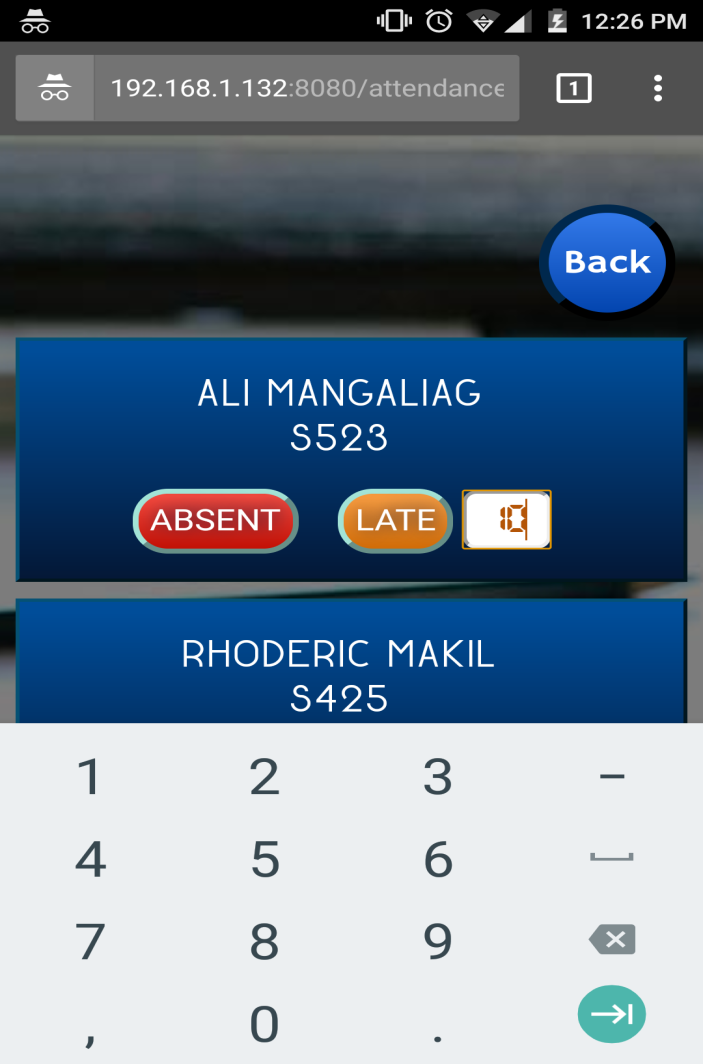 12:26 PM
192.168.1.132:8080/attendance
1
Back
ALI MANGALIAG
S523
ABSENT LATE 10
RHODERIC MAKIL
S425
1 2 3 –
4 5 6
7 8 9
, 0 .